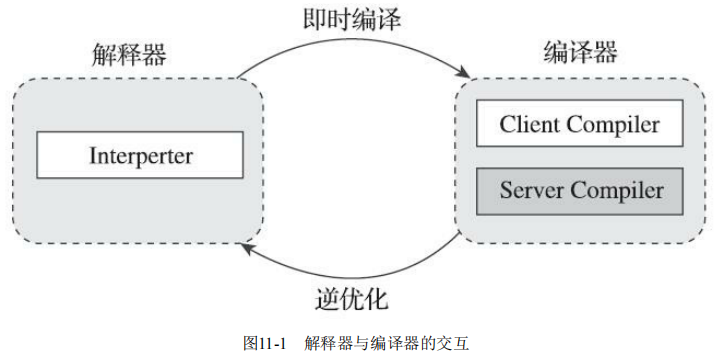 即时编译
解释器
编译器
Interperter
Client Compiler
Server Compiler
逆优化
图11-1 解释器与编译器的交互